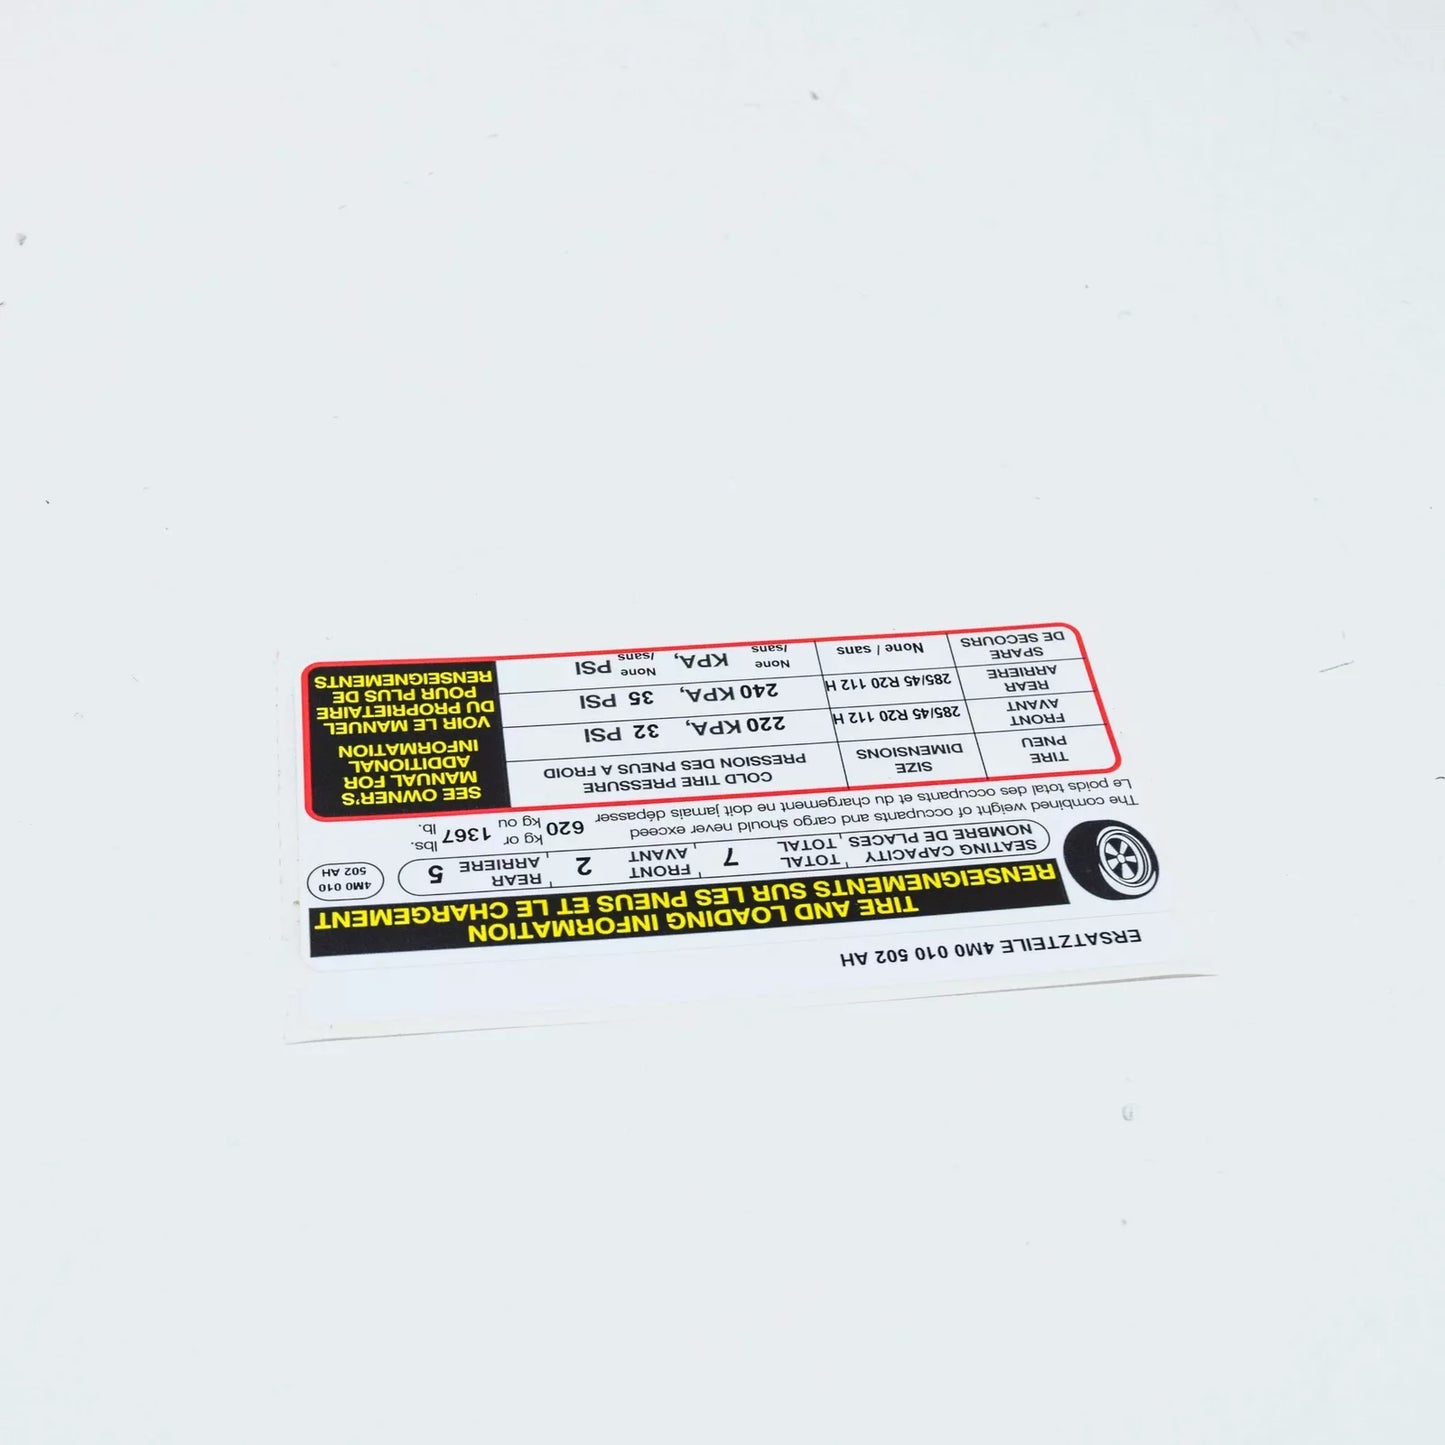 ERSATZTEILE 4M0 010 502 AH
TIRE AND LOADING INFORMATION
RENSEIGNEMENTS SUR LES PNEUS ET LE CHARGEMENT
SEATING CAPACITY TOTAL 7 FRONT 2 REAR 5
NOMBRE DE PLACES TOTAL AVANT ARRIERE
4M0 010
502 AH
The combined weight of occupants and cargo should never exceed 620 kg or 1367 lbs.
Le poids total des occupants et du chargement ne doit jamais dépasser kg ou lb.
TIRE SIZE COLD TIRE PRESSURE
PNEU DIMENSIONS PRESSION DES PNEUS A FROID
FRONT 285/45 R20 112 H 220 KPA, 32 PSI
AVANT
REAR 285/45 R20 112 H 240 KPA, 35 PSI
ARRIERE
SPARE None / sans None KPA, None PSI
DE SECOURS /sans /sans
SEE OWNER'S
MANUAL FOR
ADDITIONAL
INFORMATION
VOIR LE MANUEL
DU PROPRIETAIRE
POUR PLUS DE
RENSEIGNEMENTS